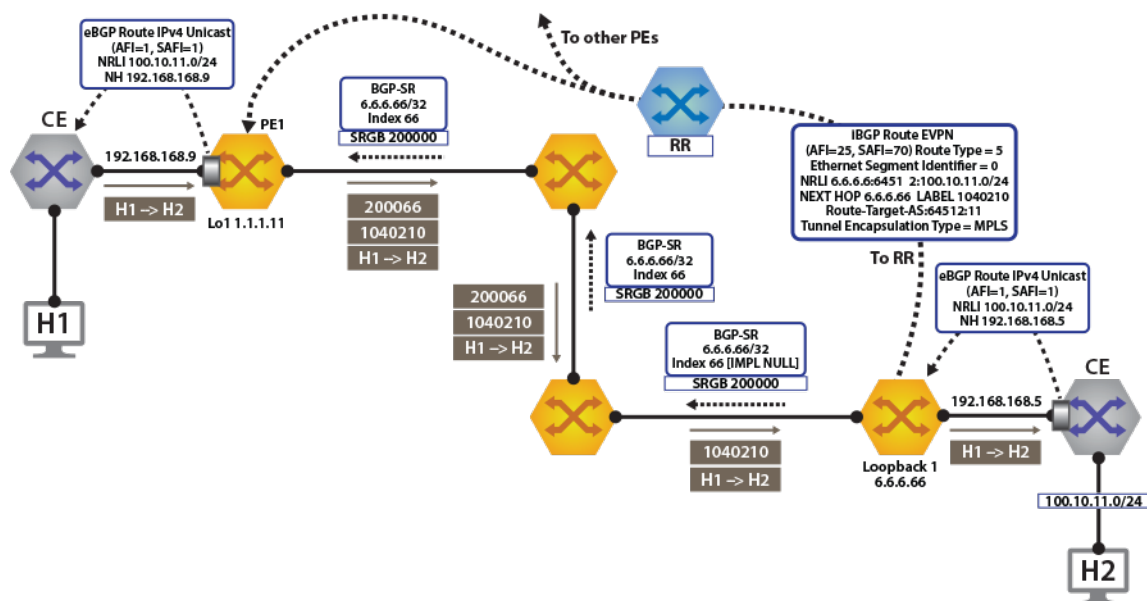 eBGP Route IPv4 Unicast
(AFI=1, SAFI=1)
NRLI 100.10.11.0/24
NH 192.168.168.9
To other PEs
CE
PE1
BGP-SR
6.6.6.66/32
Index 66
SRGB 200000
RR
192.168.168.9
H1 –> H2
Lo1 1.1.1.11
200066
1040210
H1 –> H2
IBGP Route EVPN
(AFI=25, SAFI=70) Route Type = 5
Ethernet Segment Identifier = 0
NRLI 6.6.6.6:6451 2:100.10.11.0/24
NEXT HOP 6.6.6.66 LABEL 1040210
Route-Target-AS:64512:11
Tunnel Encapsulation Type = MPLS
BGP-SR
6.6.6.66/32
Index 66
SRGB 200000
To RR
eBGP Route IPv4 Unicast
(AFI=1, SAFI=1)
NRLI 100.10.11.0/24
NH 192.168.168.5
H1
200066
1040210
H1 –> H2
BGP-SR
6.6.6.66/32
Index 66 [IMPL NULL]
SRGB 200000
CE
192.168.168.5
1040210
H1 –> H2
H1 –> H2
Loopback 1
6.6.6.66
100.10.11.0/24
H2